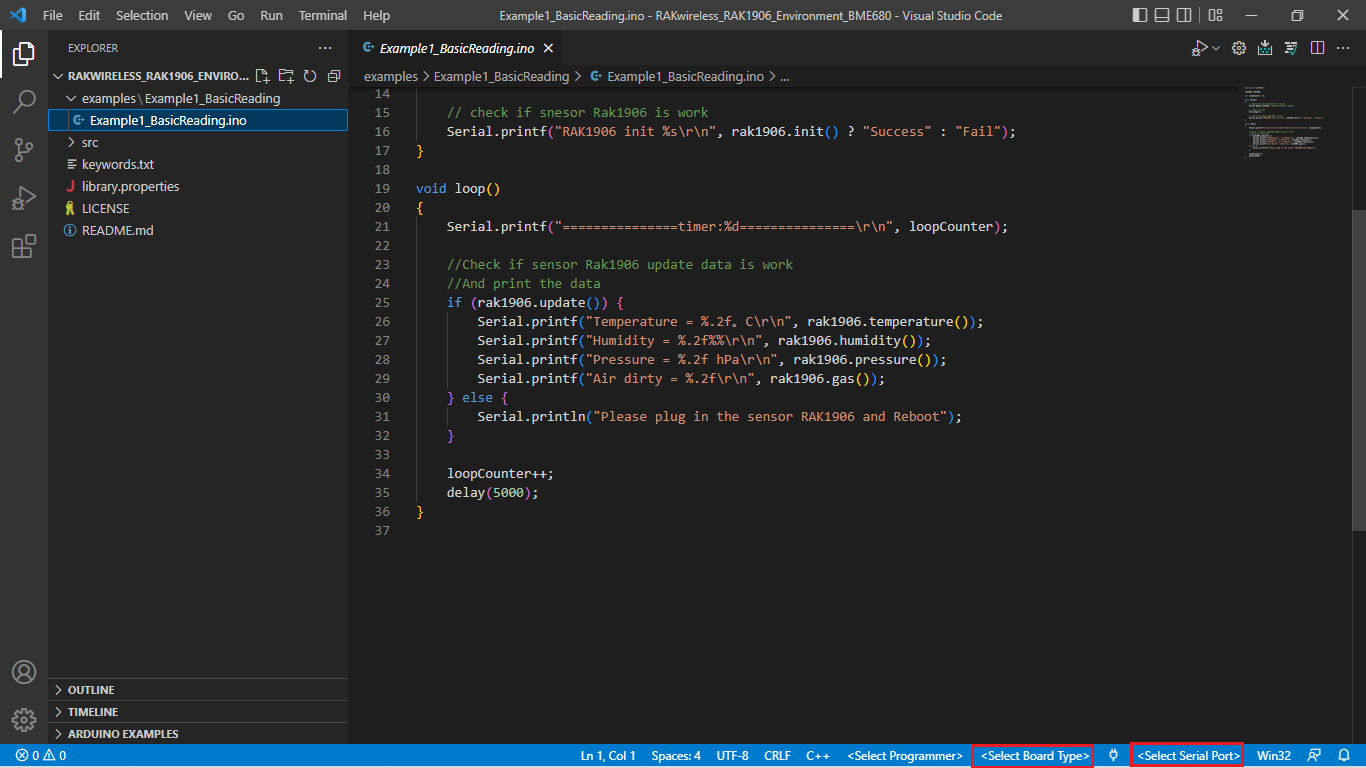 File Edit Selection View Go Run Terminal Help Example1_BasicReading.ino - RAKwireless_RAK1906_Environment_BME680 - Visual Studio Code
EXPLORER
RAKWIRELESS_RAK1906_ENVIRO...
examples\Example1_BasicReading
Example1_BasicReading.ino
src
keywords.txt
library.properties
LICENSE
README.md
OUTLINE
TIMELINE
ARDUINO EXAMPLES
Example1_BasicReading.ino
examples > Example1_BasicReading > Example1_BasicReading.ino > ...
14
15 // check if snesor Rak1906 is work
16 Serial.printf("RAK1906 init %s\r\n", rak1906.init() ? "Success" : "Fail");
17 }
18
19 void loop()
20 {
21 Serial.printf("===============timer:%d===============\r\n", loopCounter);
22
23 //Check if sensor Rak1906 update data is work
24 //And print the data
25 if (rak1906.update()) {
26 Serial.printf("Temperature = %.2f。C\r\n", rak1906.temperature());
27 Serial.printf("Humidity = %.2f%%\r\n", rak1906.humidity());
28 Serial.printf("Pressure = %.2f hPa\r\n", rak1906.pressure());
29 Serial.printf("Air dirty = %.2f\r\n", rak1906.gas());
30 } else {
31 Serial.println("Please plug in the sensor RAK1906 and Reboot");
32 }
33
34 loopCounter++;
35 delay(5000);
36 }
37
0 0 Ln 1, Col 1 Spaces: 4 UTF-8 CRLF C++ <Select Programmer> <Select Board Type> <Select Serial Port> Win32